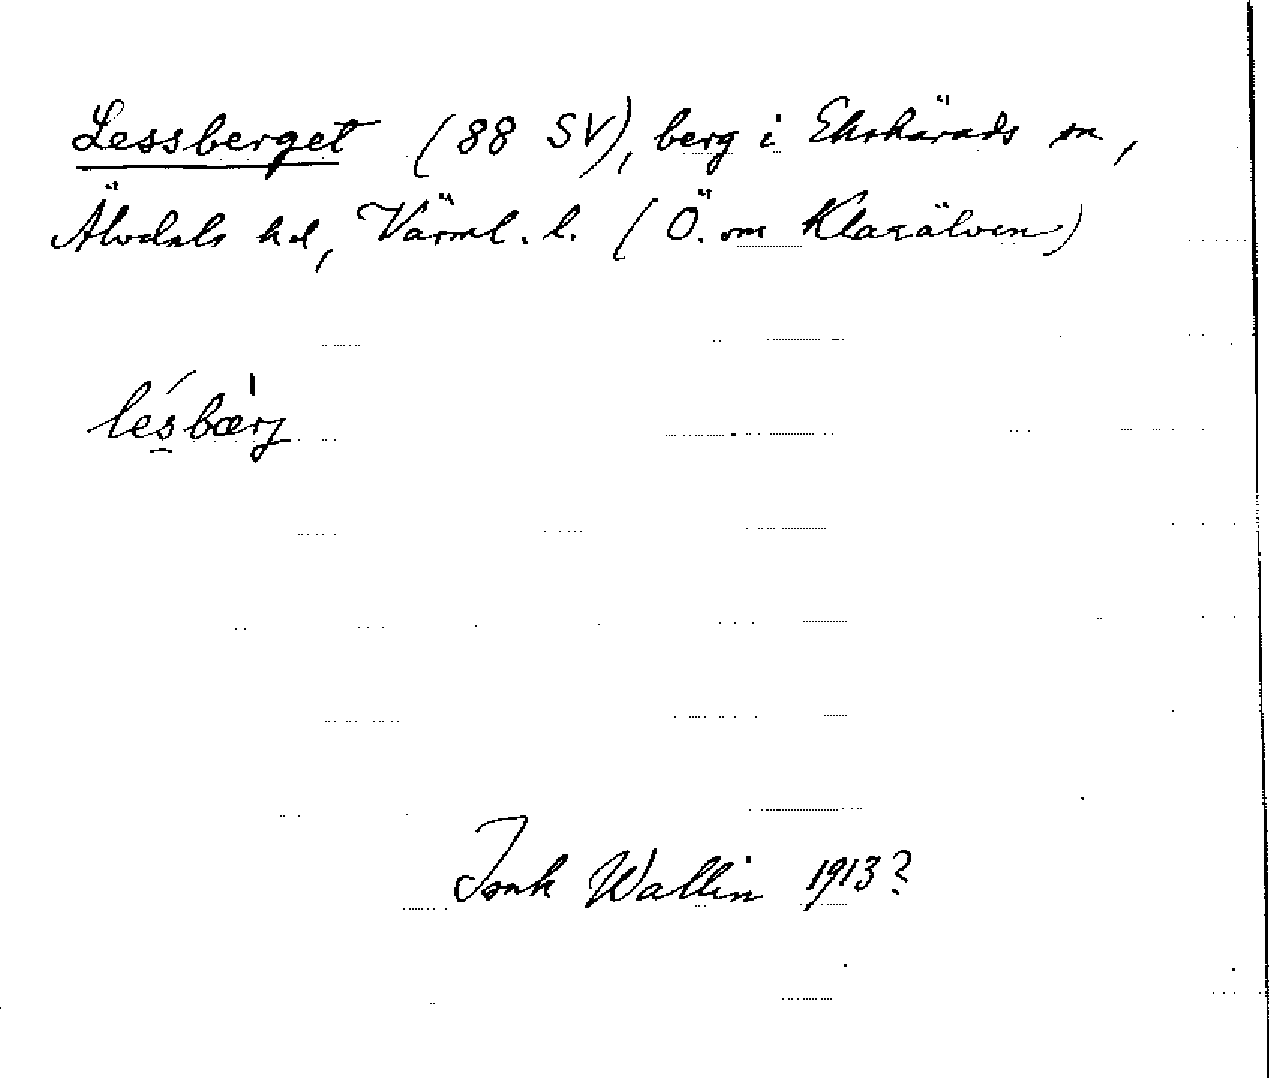 Lessberget (88 SV), berg i Ekshärads sn,
Älvdals hd, Värml. l. (Ö. om Klarälven)
lésbærj
Isak Wallin 1913?